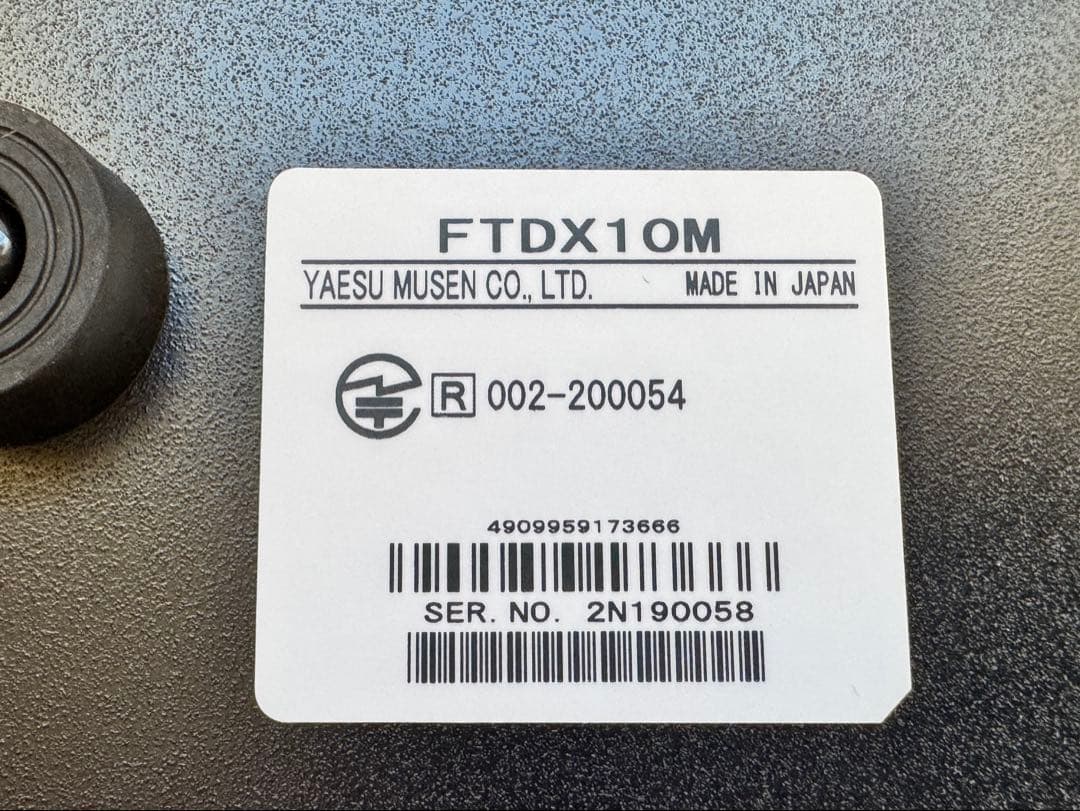 FTDX10M
YAESU MUSEN CO., LTD. MADE IN JAPAN
R 002-200054
4909959173666
SER. NO. 2N190058